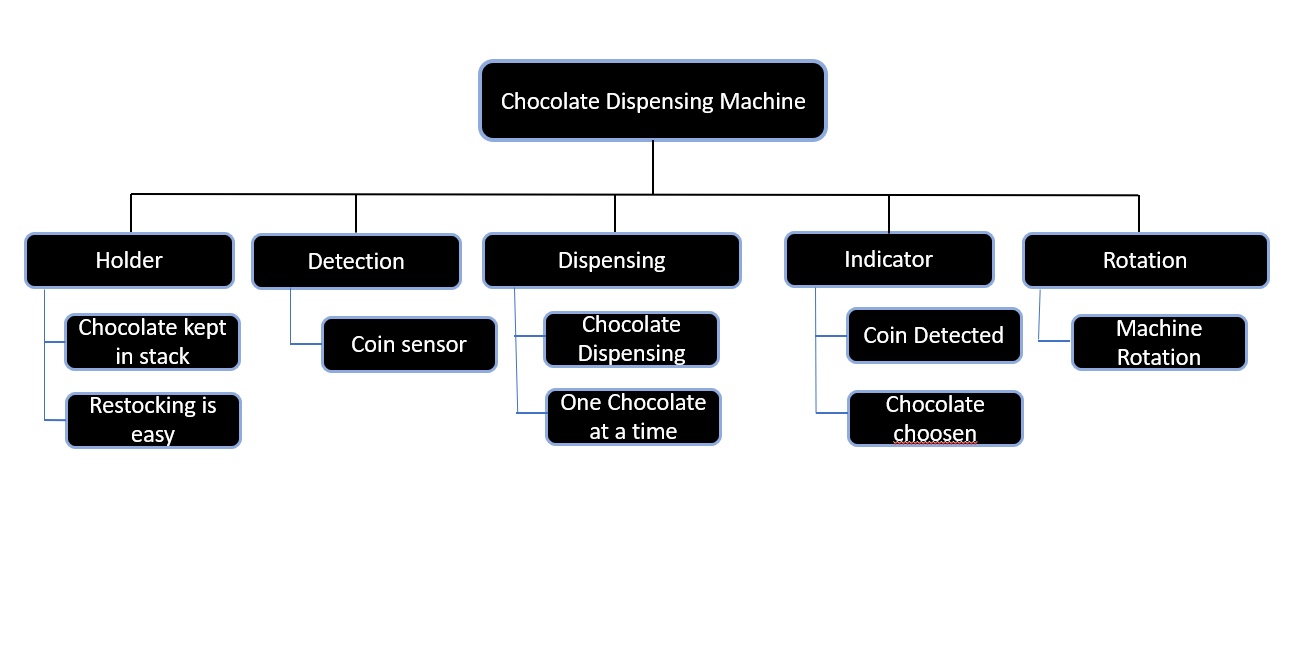 Chocolate Dispensing Machine
Holder
Detection
Dispensing
Indicator
Rotation
Chocolate kept
in stack
Restocking is
easy
Coin sensor
Chocolate
Dispensing
One Chocolate
at a time
Coin Detected
Chocolate
choosen
Machine
Rotation